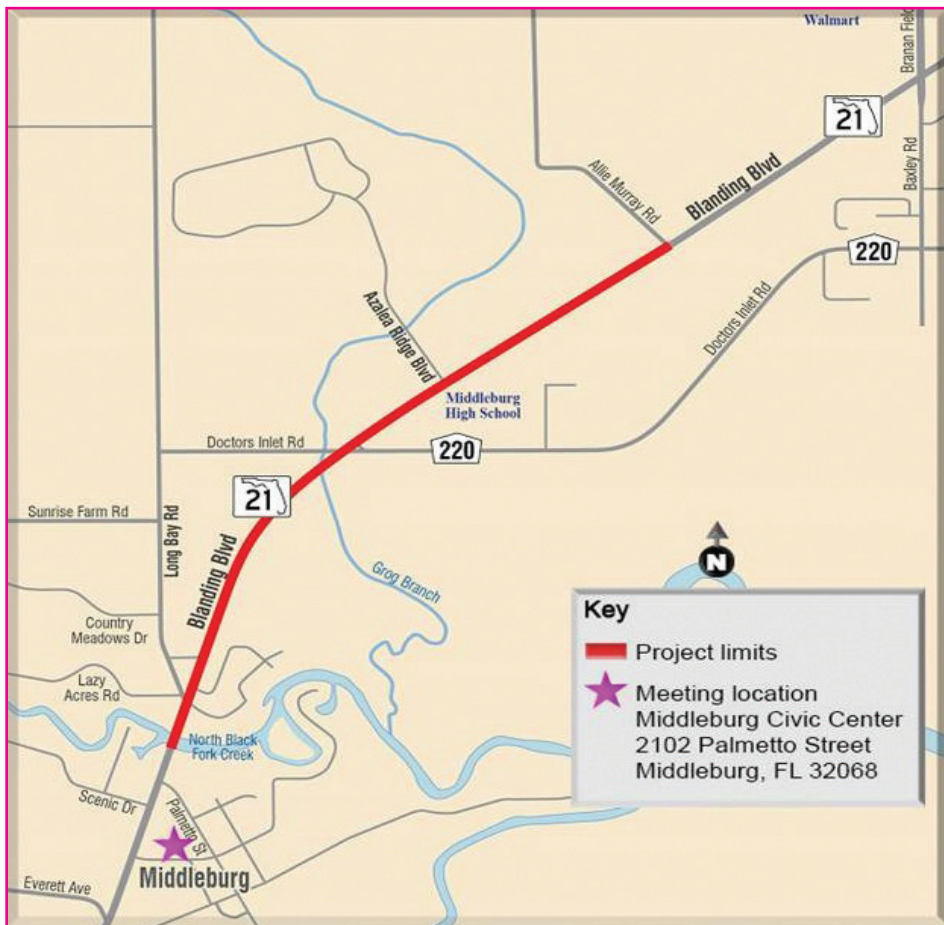 Walmart
Branan Field
21
Blanding Blvd
Allie Murray Rd
Baxley Rd
220
Doctors Inlet Rd
Azalea Ridge Blvd
Middleburg
High School
Doctors Inlet Rd
220
21
Sunrise Farm Rd
Long Bay Rd
Blanding Blvd
Grog Branch
N
Country
Meadows Dr
Lazy
Acres Rd
North Black
Fork Creek
Scenic Dr
Palmetto St
Middleburg
Everett Ave
Key
Project limits
Meeting location
Middleburg Civic Center
2102 Palmetto Street
Middleburg, FL 32068